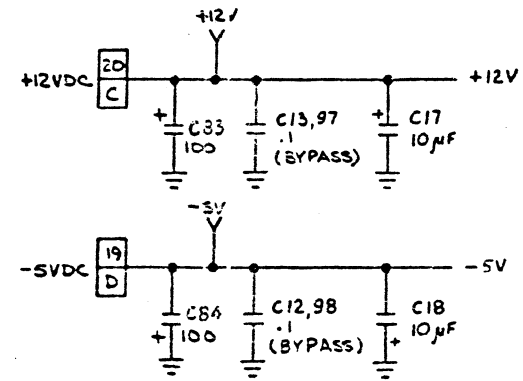 +12V
+12VDC
20
C
+12V
+
C83
100
C13,97
.1
(BYPASS)
+
C17
10µF
-5V
-5VDC
19
D
-5V
C84
100
+
C12,98
.1
(BYPASS)
C18
10µF
+